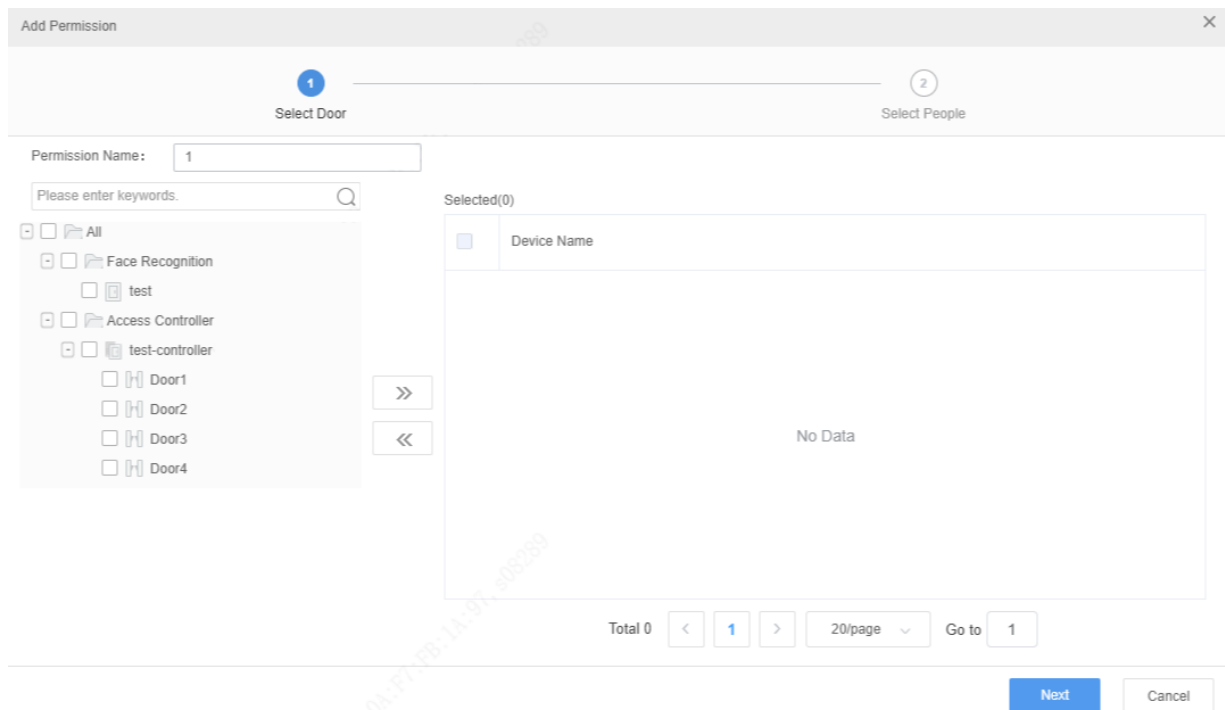 Add Permission
1
2
Select Door
Select People
Permission Name:
1
Please enter keywords.
Selected(0)
All
Device Name
Face Recognition
test
Access Controller
test-controller
Door1
Door2
Door3
Door4
No Data
Total 0
1
20/page
Go to
1
Next
Cancel